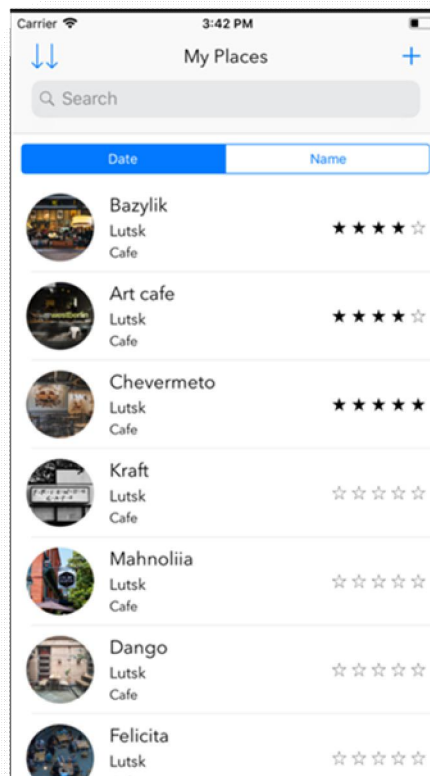 Carrier 3:42 PM
My Places
Search
Date Name
Bazylik
Lutsk
Cafe
Art cafe
Lutsk
Cafe
Chevermeto
Lutsk
Cafe
Kraft
Lutsk
Cafe
Mahnoliia
Lutsk
Cafe
Dango
Lutsk
Cafe
Felicita
Lutsk